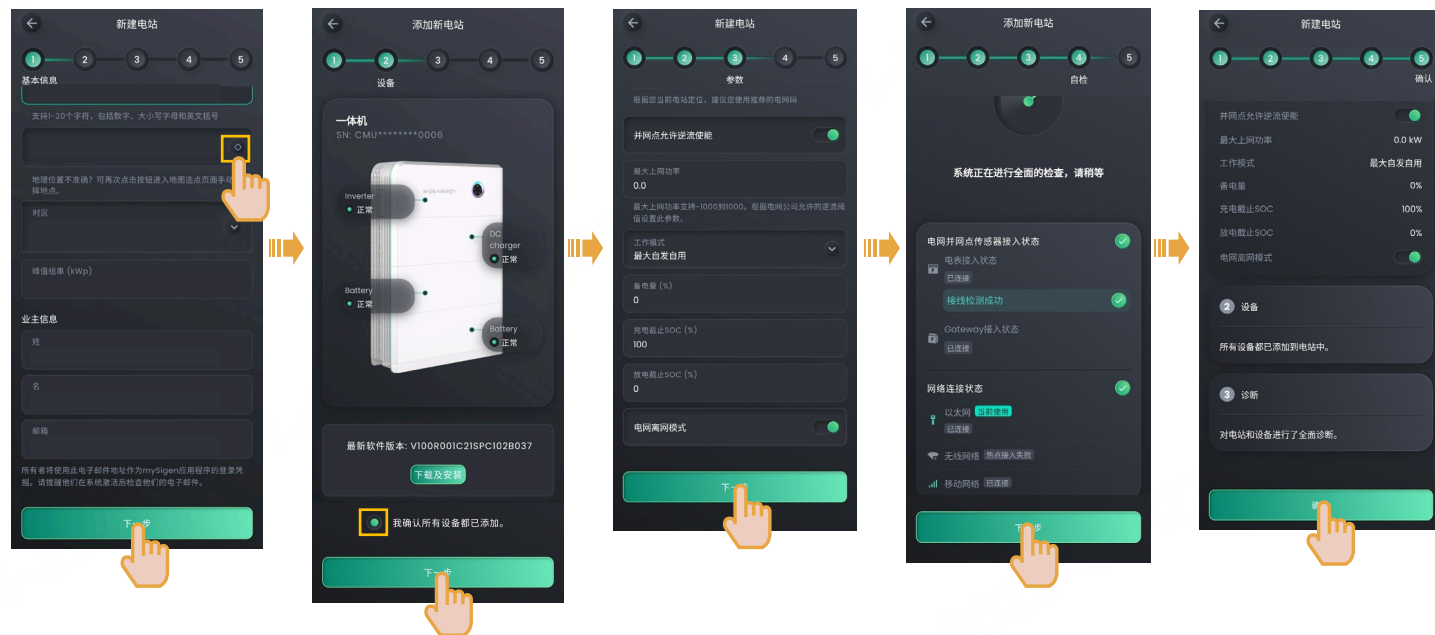 新建电站
1
2
3
4
5
基本信息
支持1-20个字符，包括数字、大小写字母和英文括号
地理位置不准确？可再次点击按钮进入地图选点页面手动
择地点。
时区
峰值组串 (kWp)
业主信息
姓
名
邮箱
所有者将使用此电子邮件地址作为mySigen应用程序的登录凭
据。请提醒他们在系统激活后检查他们的电子邮件。
下一步
添加新电站
1
2
3
4
5
设备
一体机
SN: CMU********0006
Inverter
正常
DC
charger
正常
Battery
正常
Battery
正常
最新软件版本: V100R001C21SPC102B037
下载及安装
我确认所有设备都已添加。
下一步
新建电站
1
2
3
4
5
参数
根据您当前电站定位，建议您使用推荐的电网码
并网点允许逆流使能
最大上网功率
0.0
最大上网功率支持-1000到1000。根据电网公司允许的逆流阈
值设置此参数。
工作模式
最大自发自用
备电量 (%)
0
充电截止SOC (%)
100
放电截止SOC (%)
0
电网离网模式
下一
添加新电站
1
2
3
4
5
自检
系统正在进行全面的检查，请稍等
电网并网点传感器接入状态
电表接入状态
已连接
接线检测成功
Gateway接入状态
已连接
网络连接状态
以太网 当前使用
已连接
无线网络 热点接入失败
移动网络 已连接
下一步
新建电站
1
2
3
4
5
确认
并网点允许逆流使能
最大上网功率 0.0 kW
工作模式 最大自发自用
备电量 0%
充电截止SOC 100%
放电截止SOC 0%
电网离网模式
2 设备
所有设备都已添加到电站中。
3 诊断
对电站和设备进行了全面诊断。